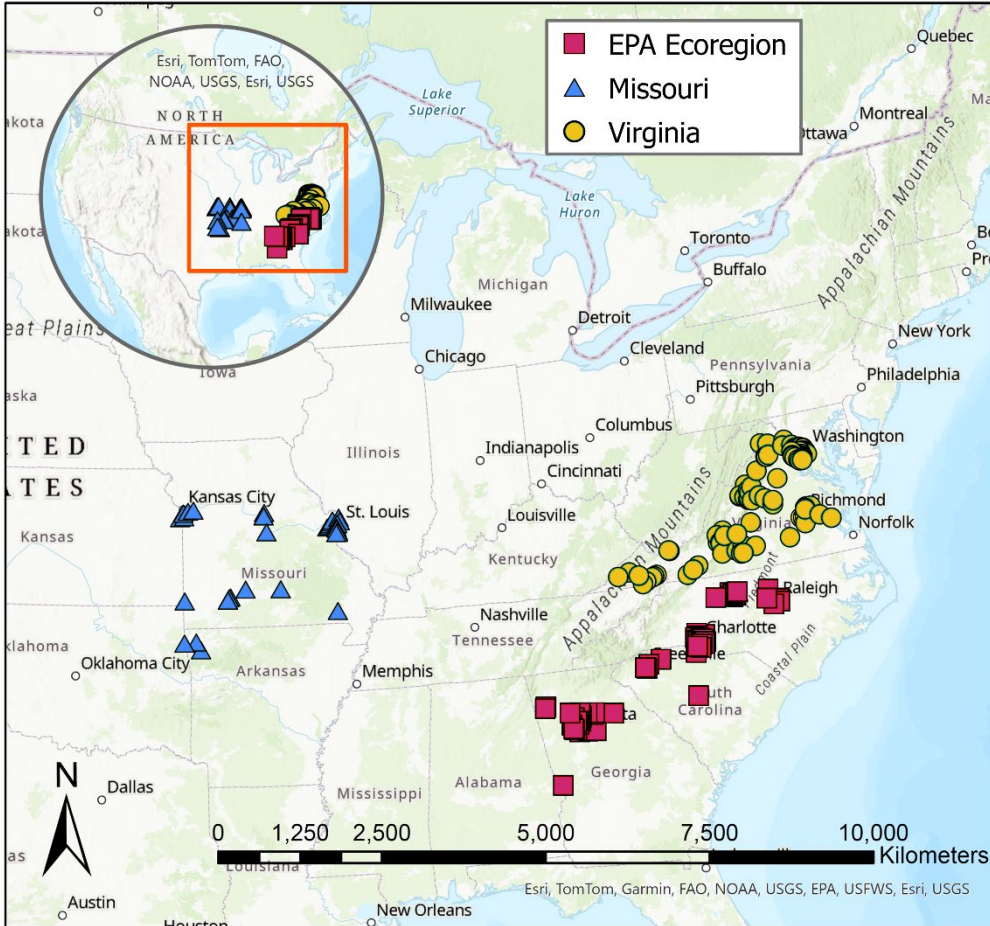 Esri, TomTom, FAO,
NOAA, USGS, Esri, USGS
NORTH
AMERICA
EPA Ecoregion
Missouri
Virginia
Quebec
Montreal
Ottawa
Lake
Superior
Lake
Huron
Toronto
Buffalo
Appalachian Mountains
Michigan
Milwaukee
Detroit
New York
Chicago
Cleveland
Pennsylvania
Iowa
Pittsburgh
Philadelphia
Columbus
Washington
Illinois
Indianapolis
Cincinnati
Kansas City
St. Louis
Richmond
Louisville
Norfolk
Kansas
Kentucky
Virginia
Missouri
Appalachian Mountains
Raleigh
Nashville
Tennessee
Charlotte
Coastal Plain
Oklahoma City
Arkansas
Memphis
Carolina
Alabama
Georgia
Mississippi
N
Dallas
0 1,250 2,500 5,000 7,500 10,000
Kilometers
Louisiana
Esri, TomTom, Garmin, FAO, NOAA, USGS, EPA, USFWS, Esri, USGS
Austin
New Orleans